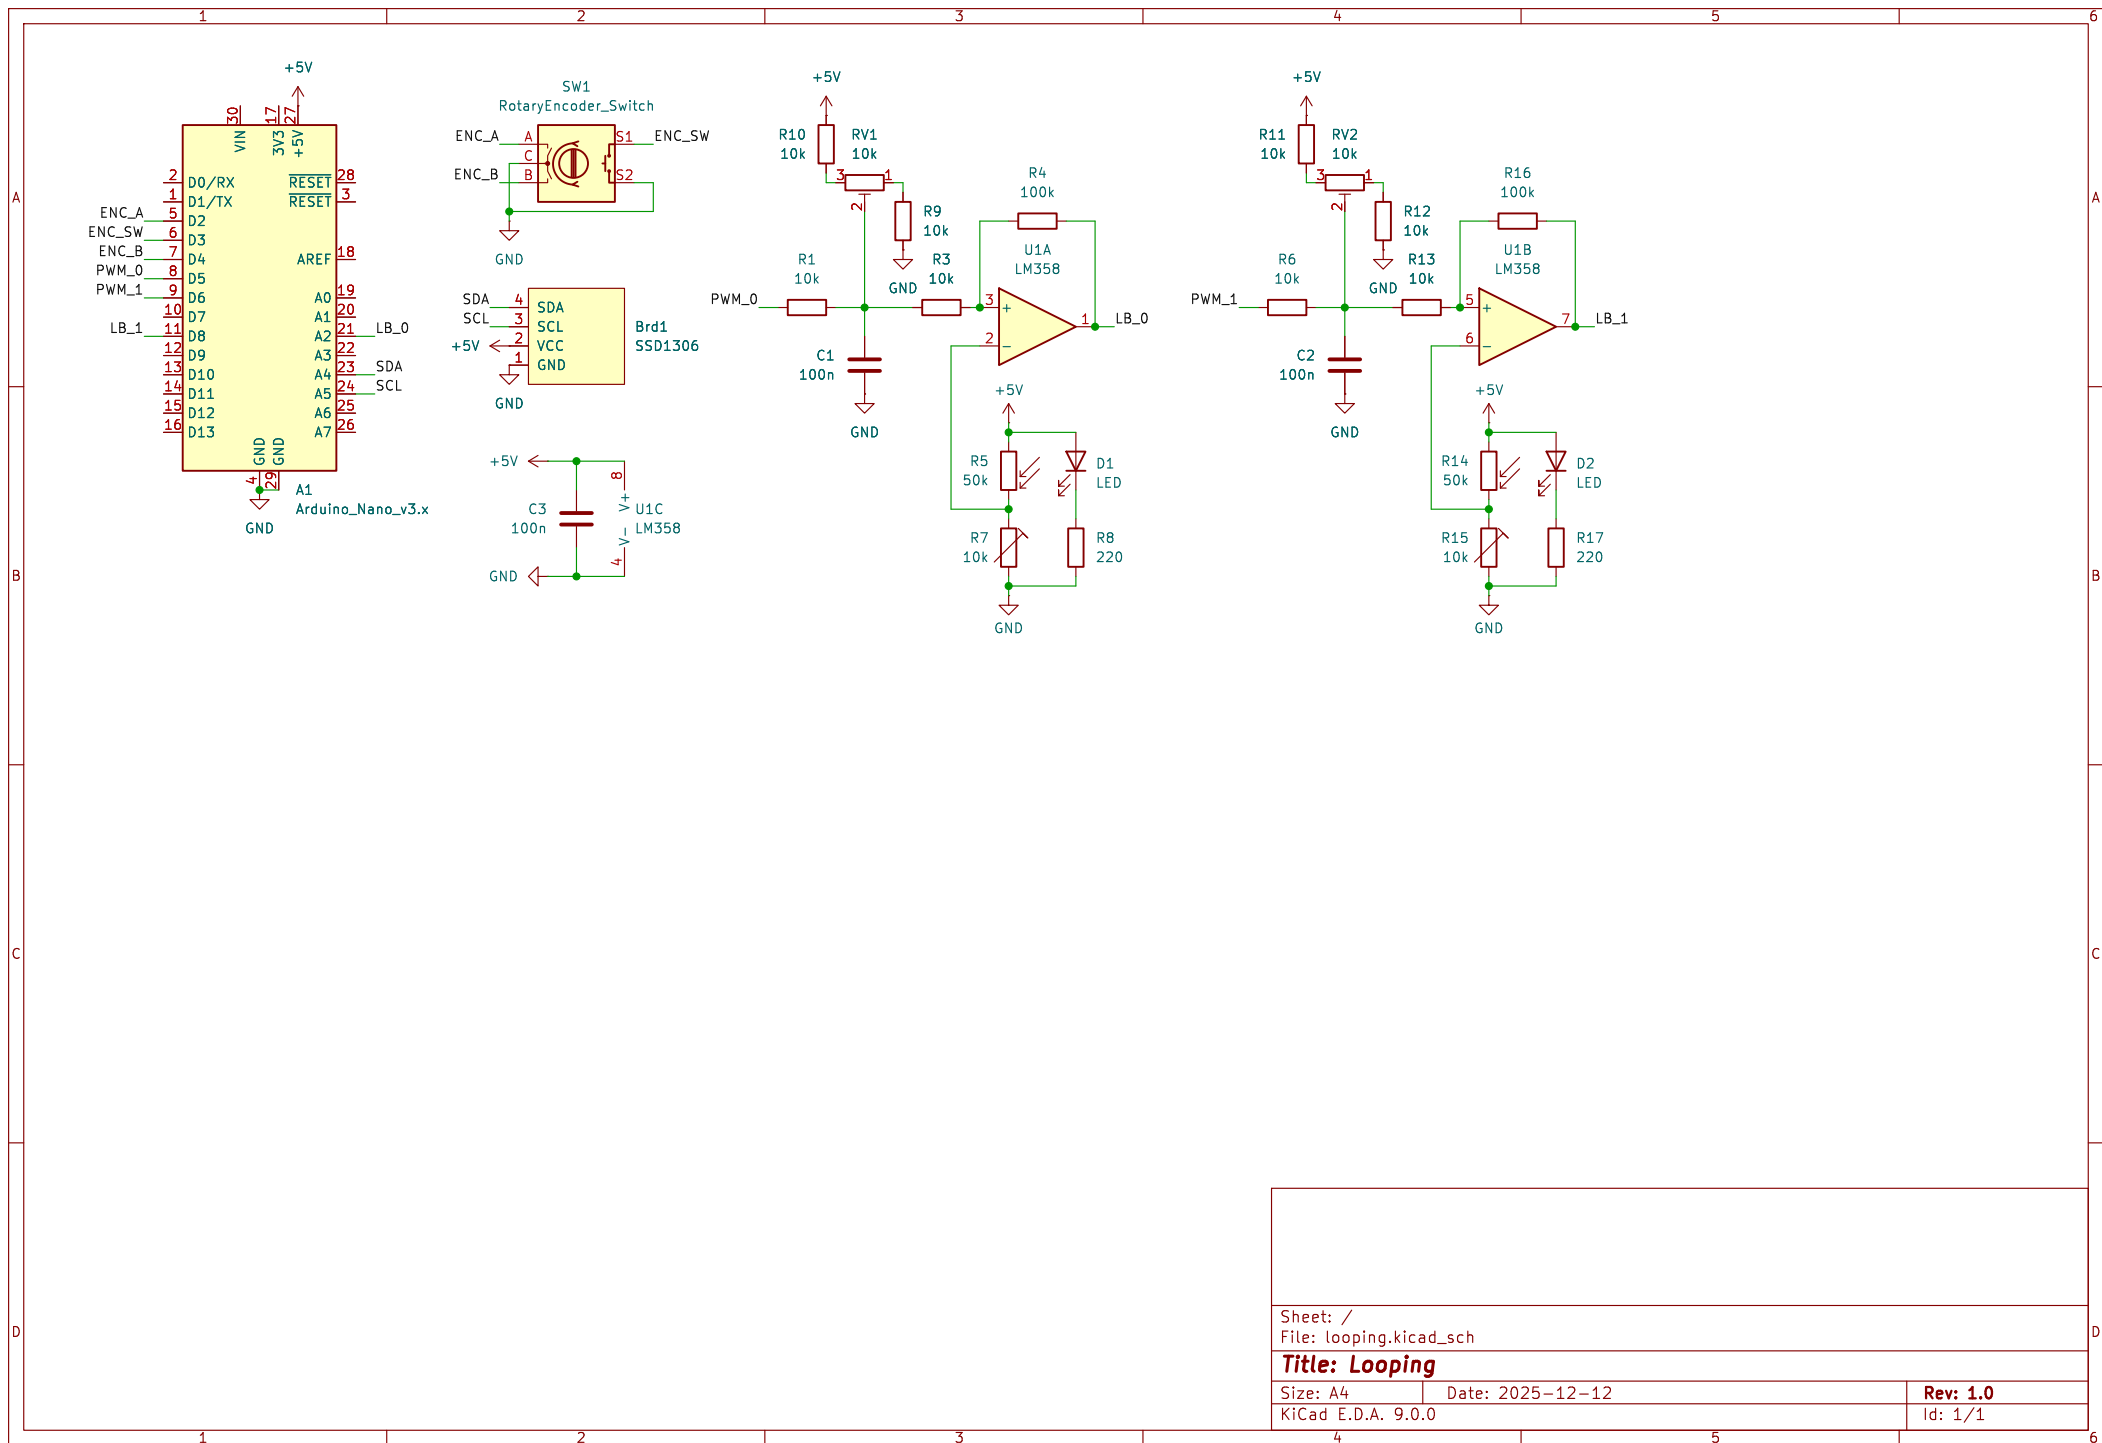 1 2 3 4 5 6
A
B
C
D
+5V
30
17
27
VIN
3V3
+5V
2 D0/RX
1 D1/TX
ENC_A 5 D2
ENC_SW 6 D3
ENC_B 7 D4
PWM_0 8 D5
PWM_1 9 D6
10 D7
LB_1 11 D8
12 D9
13 D10
14 D11
15 D12
16 D13
RESET 28
RESET 3
AREF 18
A0 19
A1 20
A2 21 LB_0
A3 22
A4 23 SDA
A5 24 SCL
A6 25
A7 26
GND
GND
4
29
GND
A1
Arduino_Nano_v3.x
SW1
RotaryEncoder_Switch
ENC_A A S1 ENC_SW
C
ENC_B B S2
GND
SDA 4 SDA
SCL 3 SCL
+5V 2 VCC
1 GND
GND
Brd1
SSD1306
+5V
C3
100n
GND
8
V+
V-
4
U1C
LM358
+5V
R10
10k
RV1
10k
3 1
2
R9
10k
GND
R1
10k
PWM_0
R3
10k
C1
100n
GND
R4
100k
U1A
LM358
3 +
2 −
1 LB_0
+5V
R5
50k
D1
LED
R7
10k
R8
220
GND
+5V
R11
10k
RV2
10k
3 1
2
R12
10k
GND
R6
10k
PWM_1
R13
10k
C2
100n
GND
R16
100k
U1B
LM358
5 +
6 −
7 LB_1
+5V
R14
50k
D2
LED
R15
10k
R17
220
GND
Sheet: /
File: looping.kicad_sch
Title: Looping
Size: A4 Date: 2025-12-12 Rev: 1.0
KiCad E.D.A. 9.0.0 Id: 1/1
A
B
C
D
1 2 3 4 5 6